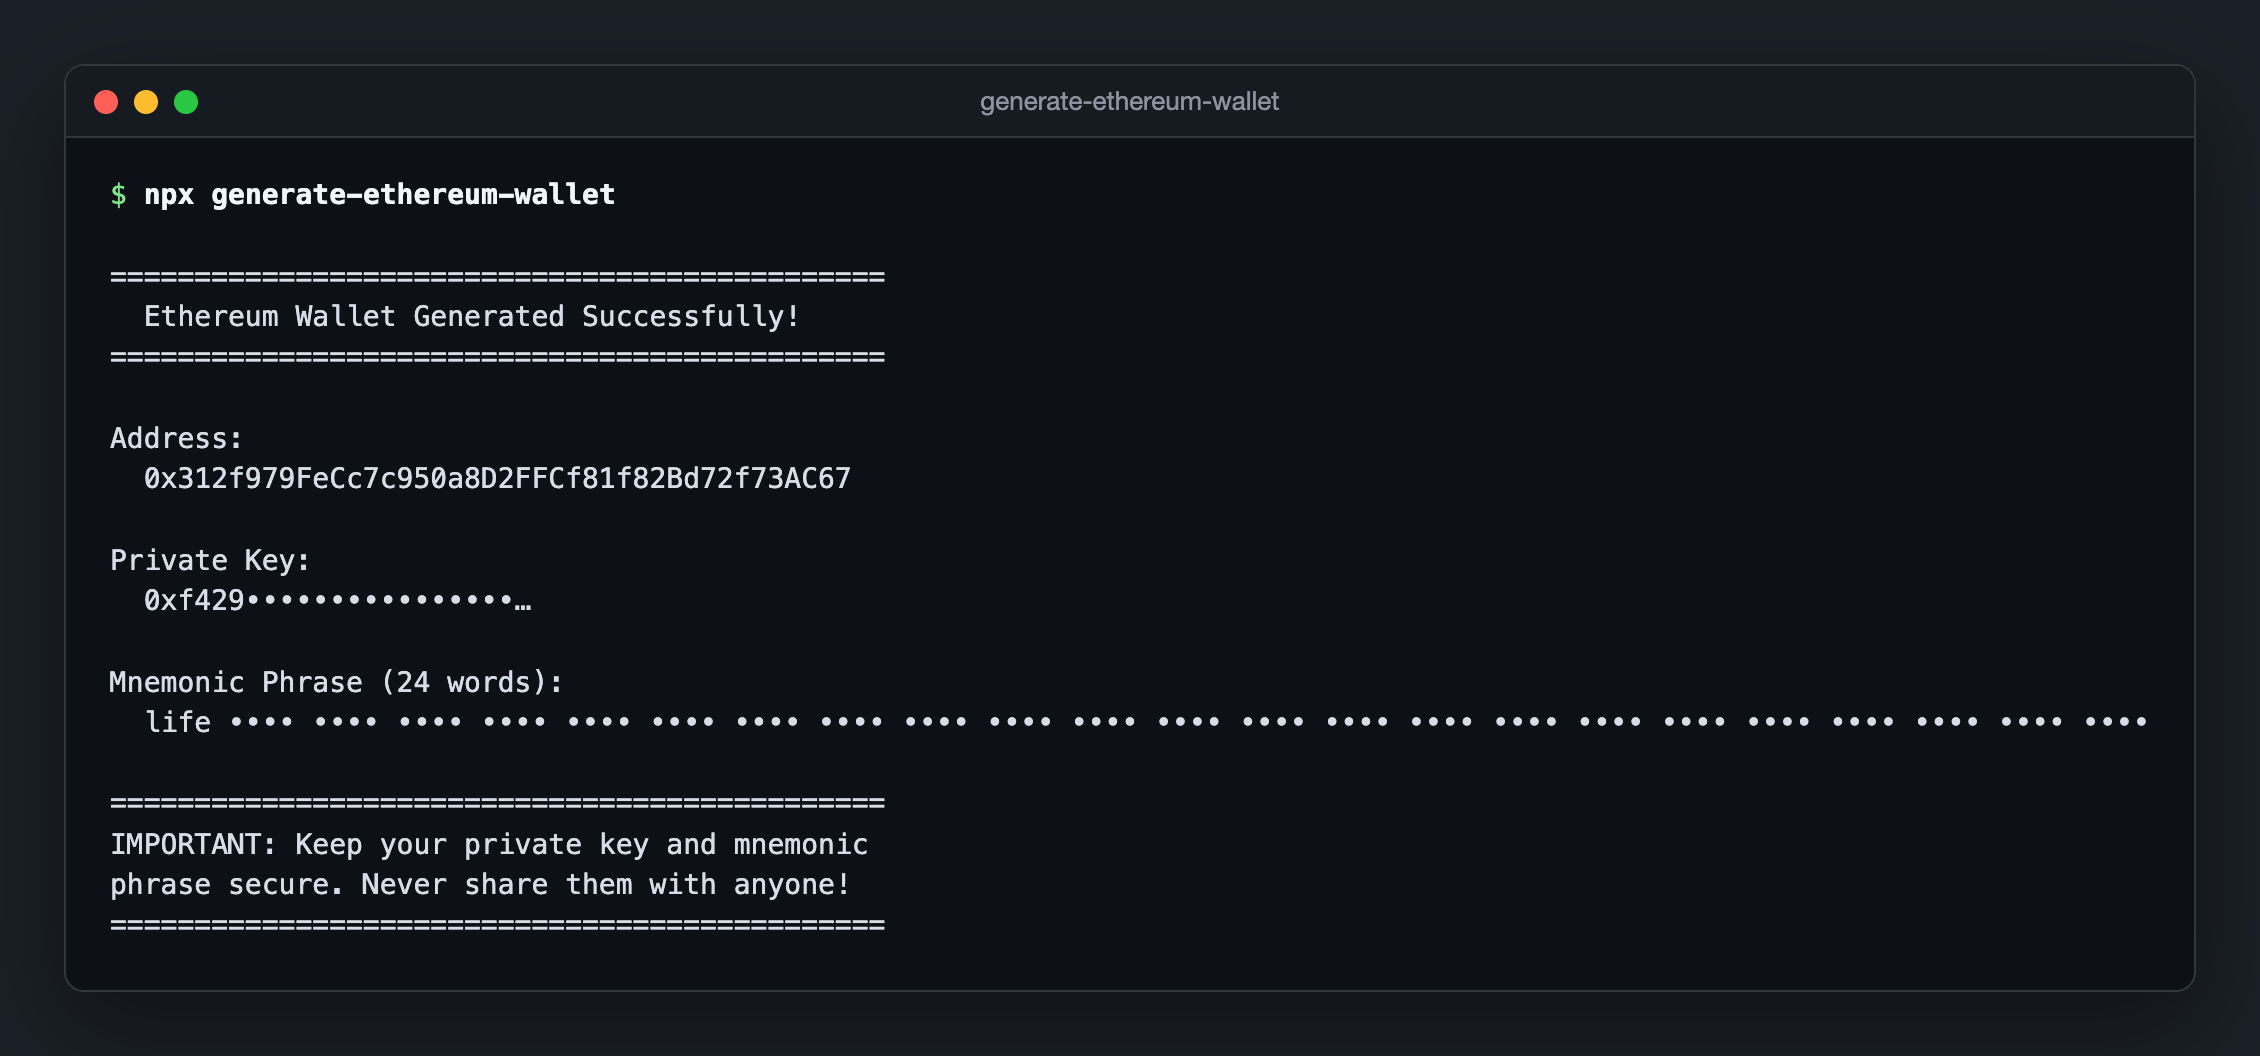 generate-ethereum-wallet
$ npx generate-ethereum-wallet
==============================================
Ethereum Wallet Generated Successfully!
==============================================
Address:
0x312f979FeCc7c950a8D2FFCf81f82Bd72f73AC67
Private Key:
0xf429••••••••••••••••…
Mnemonic Phrase (24 words):
life •••• •••• •••• •••• •••• •••• •••• •••• •••• •••• •••• •••• •••• •••• •••• •••• •••• •••• •••• •••• •••• •••• ••••
==============================================
IMPORTANT: Keep your private key and mnemonic
phrase secure. Never share them with anyone!
==============================================